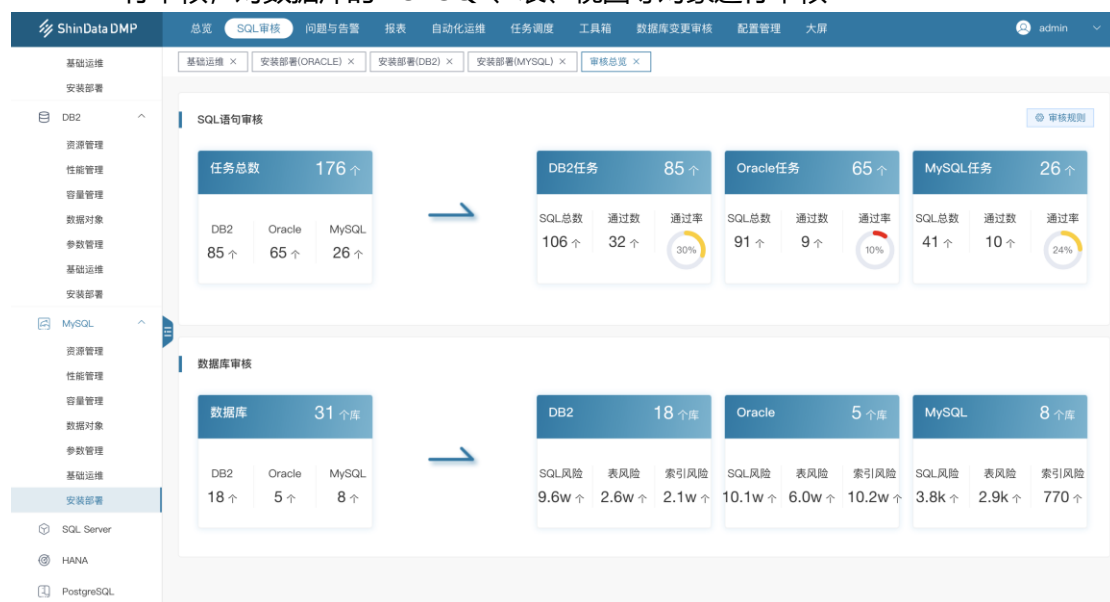 ShinData DMP
总览 SQL审核 问题与告警 报表 自动化运维 任务调度 工具箱 数据库变更审核 配置管理 大屏
admin
基础运维 × 安装部署(ORACLE) × 安装部署(DB2) × 安装部署(MYSQL) × 审核总览 ×
基础运维
安装部署
DB2
资源管理
性能管理
容量管理
数据对象
参数管理
基础运维
安装部署
MySQL
资源管理
性能管理
容量管理
数据对象
参数管理
基础运维
安装部署
SQL Server
HANA
PostgreSQL
SQL语句审核
审核规则
任务总数 176 个
DB2 Oracle MySQL
85 个 65 个 26 个
DB2任务 85 个
SQL总数 通过数 通过率
106 个 32 个 30%
Oracle任务 65 个
SQL总数 通过数 通过率
91 个 9 个 10%
MySQL任务 26 个
SQL总数 通过数 通过率
41 个 10 个 24%
数据库审核
数据库 31 个库
DB2 Oracle MySQL
18 个 5 个 8 个
DB2 18 个库
SQL风险 表风险 索引风险
9.6w 个 2.6w 个 2.1w 个
Oracle 5 个库
SQL风险 表风险 索引风险
10.1w 个 6.0w 个 10.2w 个
MySQL 8 个库
SQL风险 表风险 索引风险
3.8k 个 2.9k 个 770 个